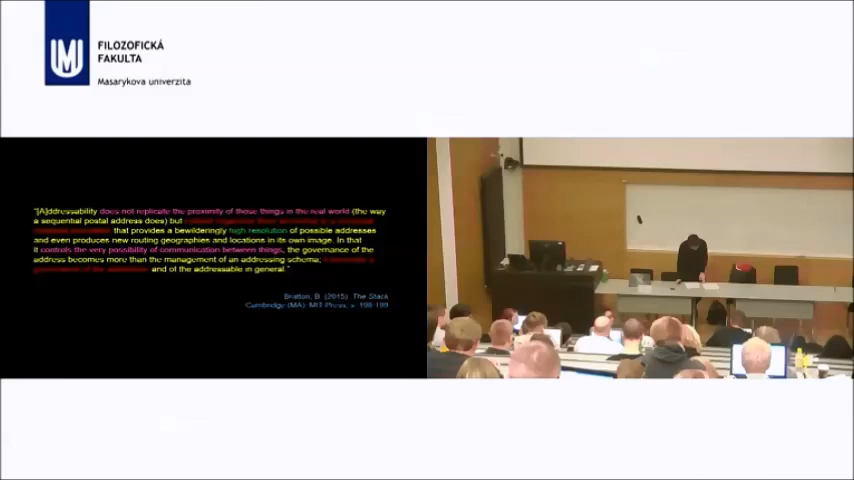 FILOZOFICKÁ
FAKULTA
Masarykova univerzita
"[A]ddressability does not replicate the proximity of those things in the real world (the way
a sequential postal address does) but
that provides a bewilderingly high resolution of possible addresses
and even produces new routing geographies and locations in its own image. In that
it controls the very possibility of communication between things, the governance of the
address becomes more than the management of an addressing schema;
and of the addressable in general."
Bratton, B. (2015). The Stack
Cambridge (MA): MIT Press, s. 198-199